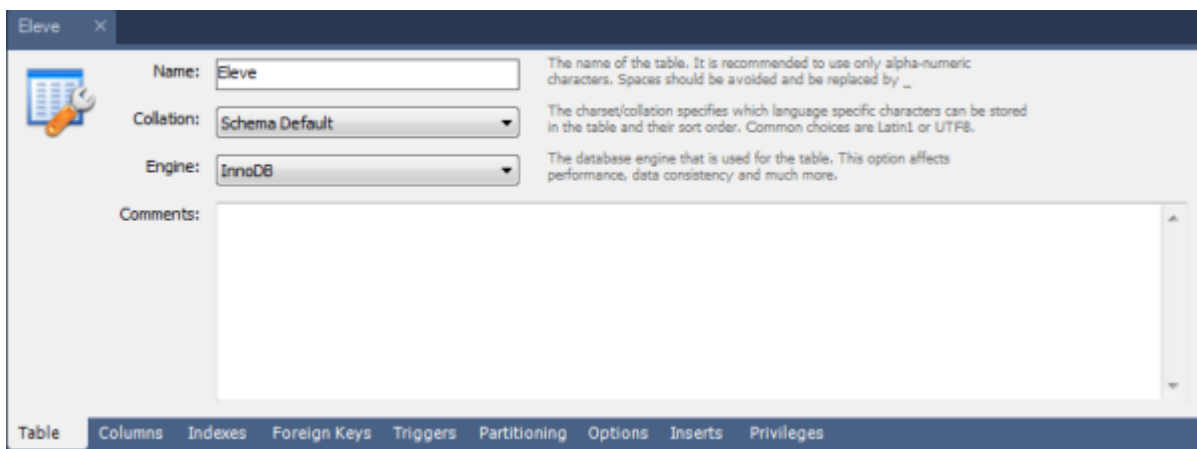 Eleve
Name: Eleve
The name of the table. It is recommended to use only alpha-numeric
characters. Spaces should be avoided and be replaced by _
Collation: Schema Default
The charset/collation specifies which language specific characters can be stored
in the table and their sort order. Common choices are Latin1 or UTF8.
Engine: InnoDB
The database engine that is used for the table. This option affects
performance, data consistency and much more.
Comments:
Table Columns Indexes Foreign Keys Triggers Partitioning Options Inserts Privileges